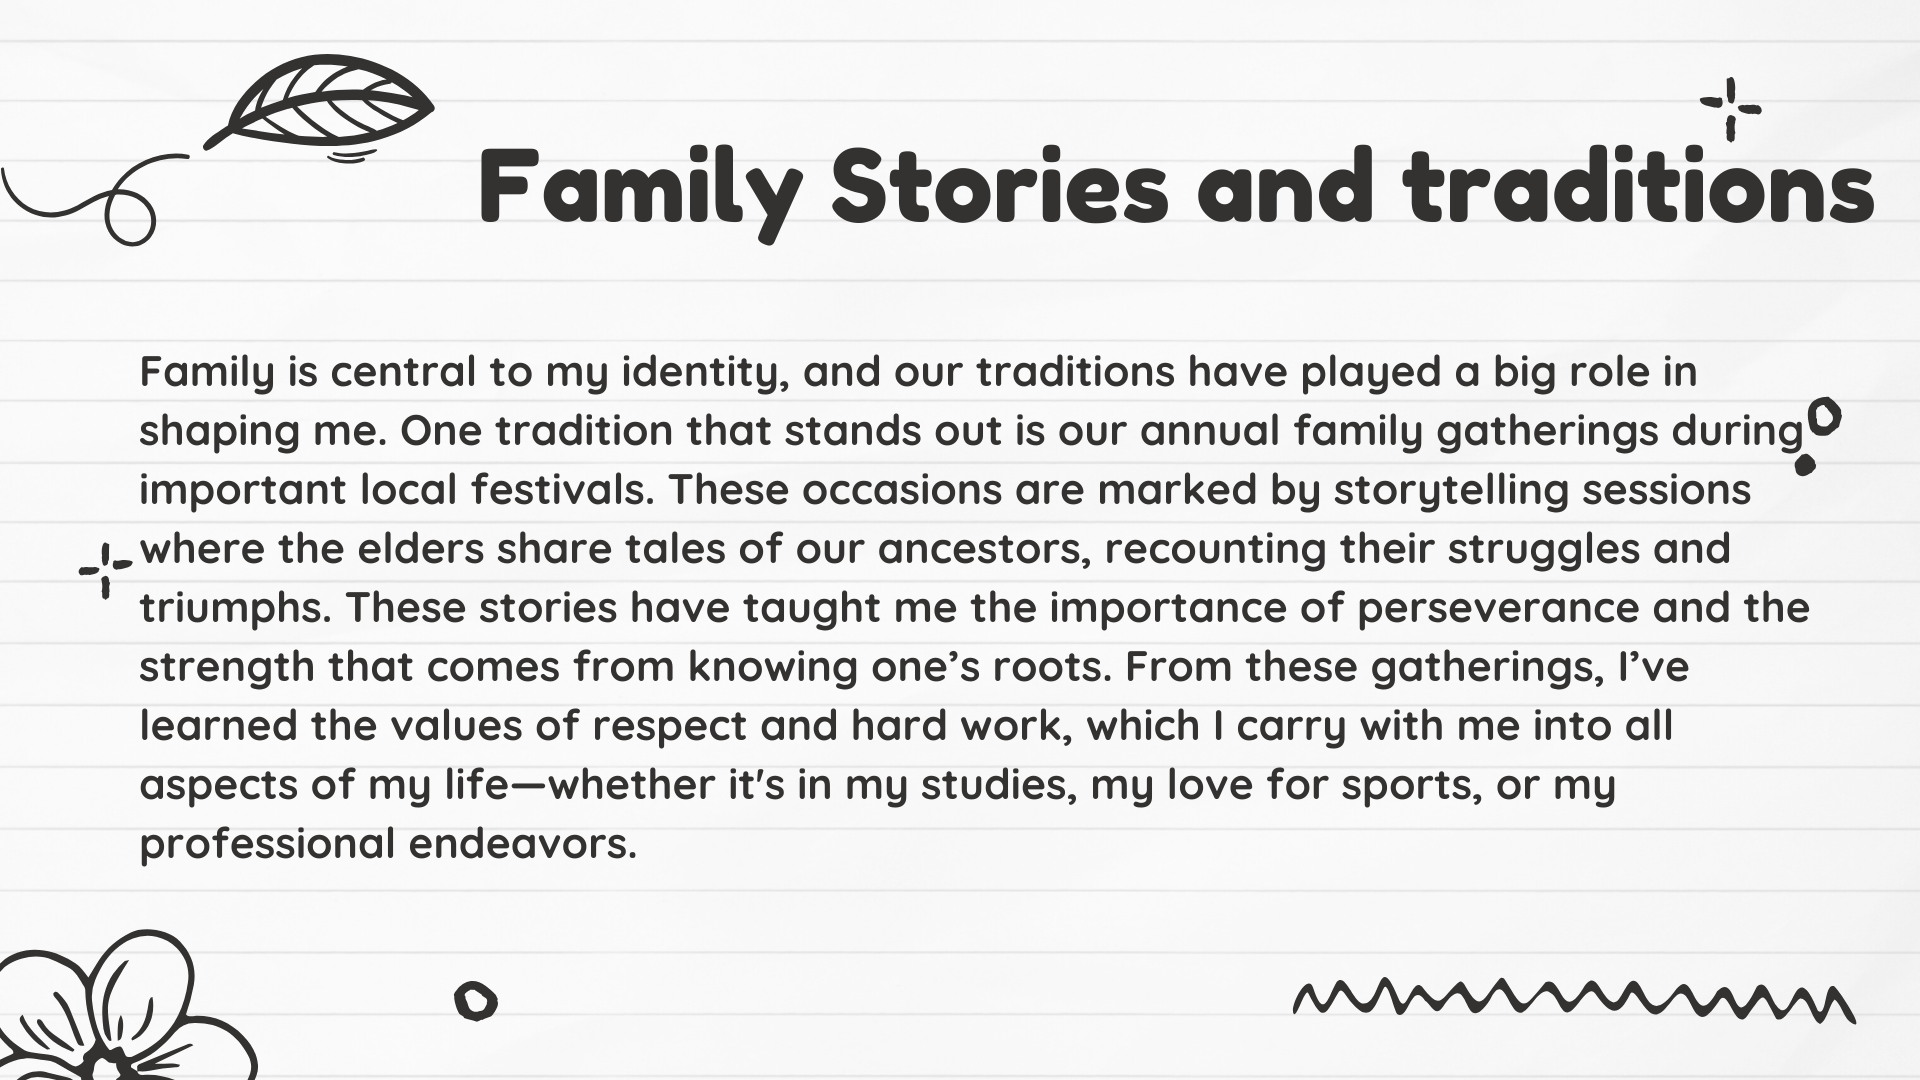 Family Stories and traditions
Family is central to my identity, and our traditions have played a big role in
shaping me. One tradition that stands out is our annual family gatherings during
important local festivals. These occasions are marked by storytelling sessions
where the elders share tales of our ancestors, recounting their struggles and
triumphs. These stories have taught me the importance of perseverance and the
strength that comes from knowing one’s roots. From these gatherings, I’ve
learned the values of respect and hard work, which I carry with me into all
aspects of my life—whether it's in my studies, my love for sports, or my
professional endeavors.